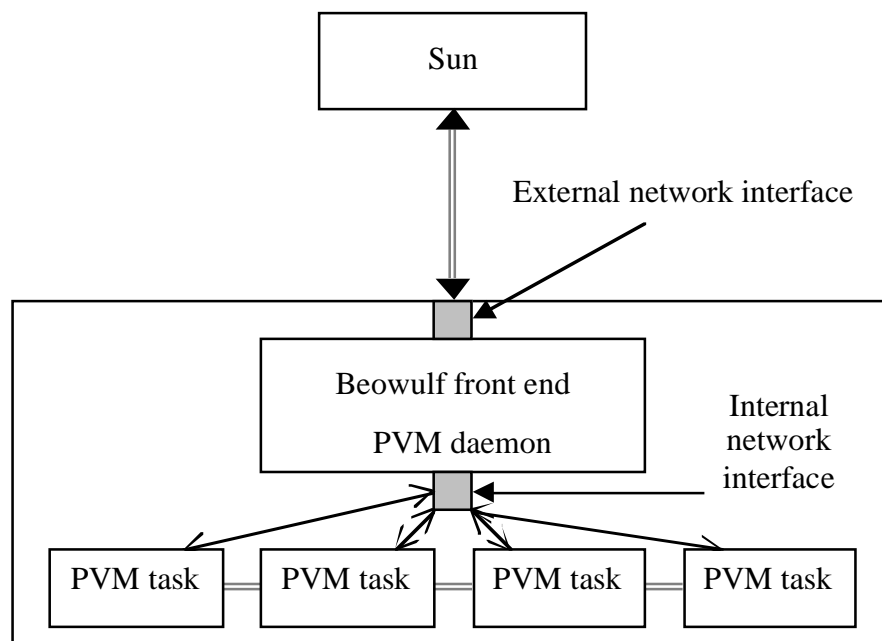 Sun
External network interface
Beowulf front end
PVM daemon
Internal
network
interface
PVM task
PVM task
PVM task
PVM task